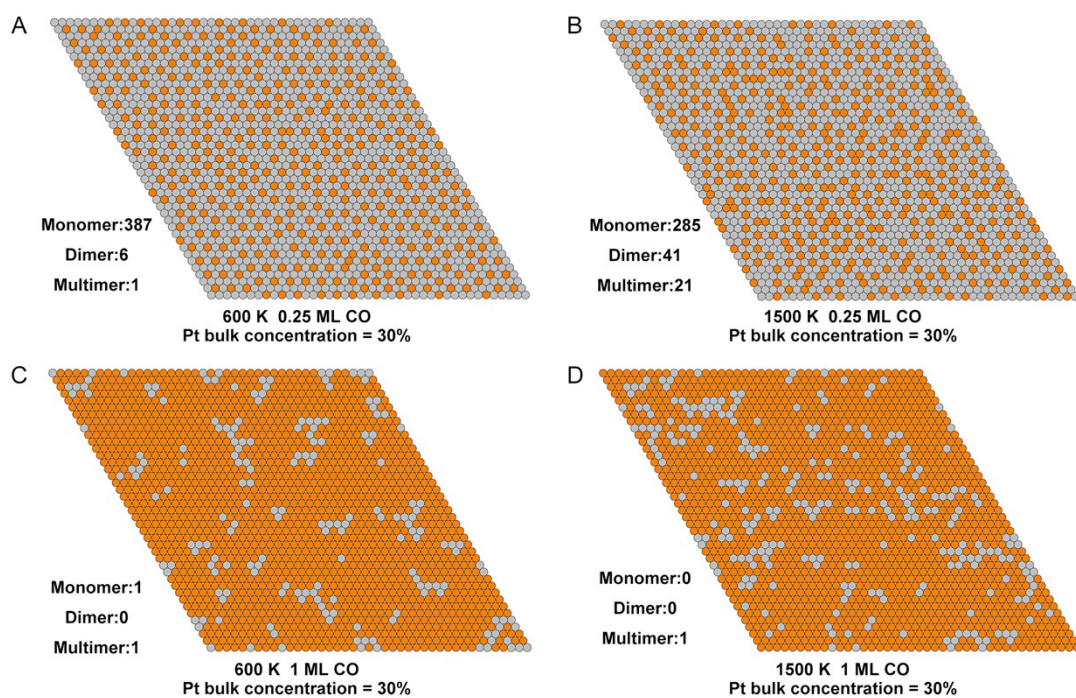 A
Monomer:387
Dimer:6
Multimer:1
600 K 0.25 ML CO
Pt bulk concentration = 30%
B
Monomer:285
Dimer:41
Multimer:21
1500 K 0.25 ML CO
Pt bulk concentration = 30%
C
Monomer:1
Dimer:0
Multimer:1
600 K 1 ML CO
Pt bulk concentration = 30%
D
Monomer:0
Dimer:0
Multimer:1
1500 K 1 ML CO
Pt bulk concentration = 30%